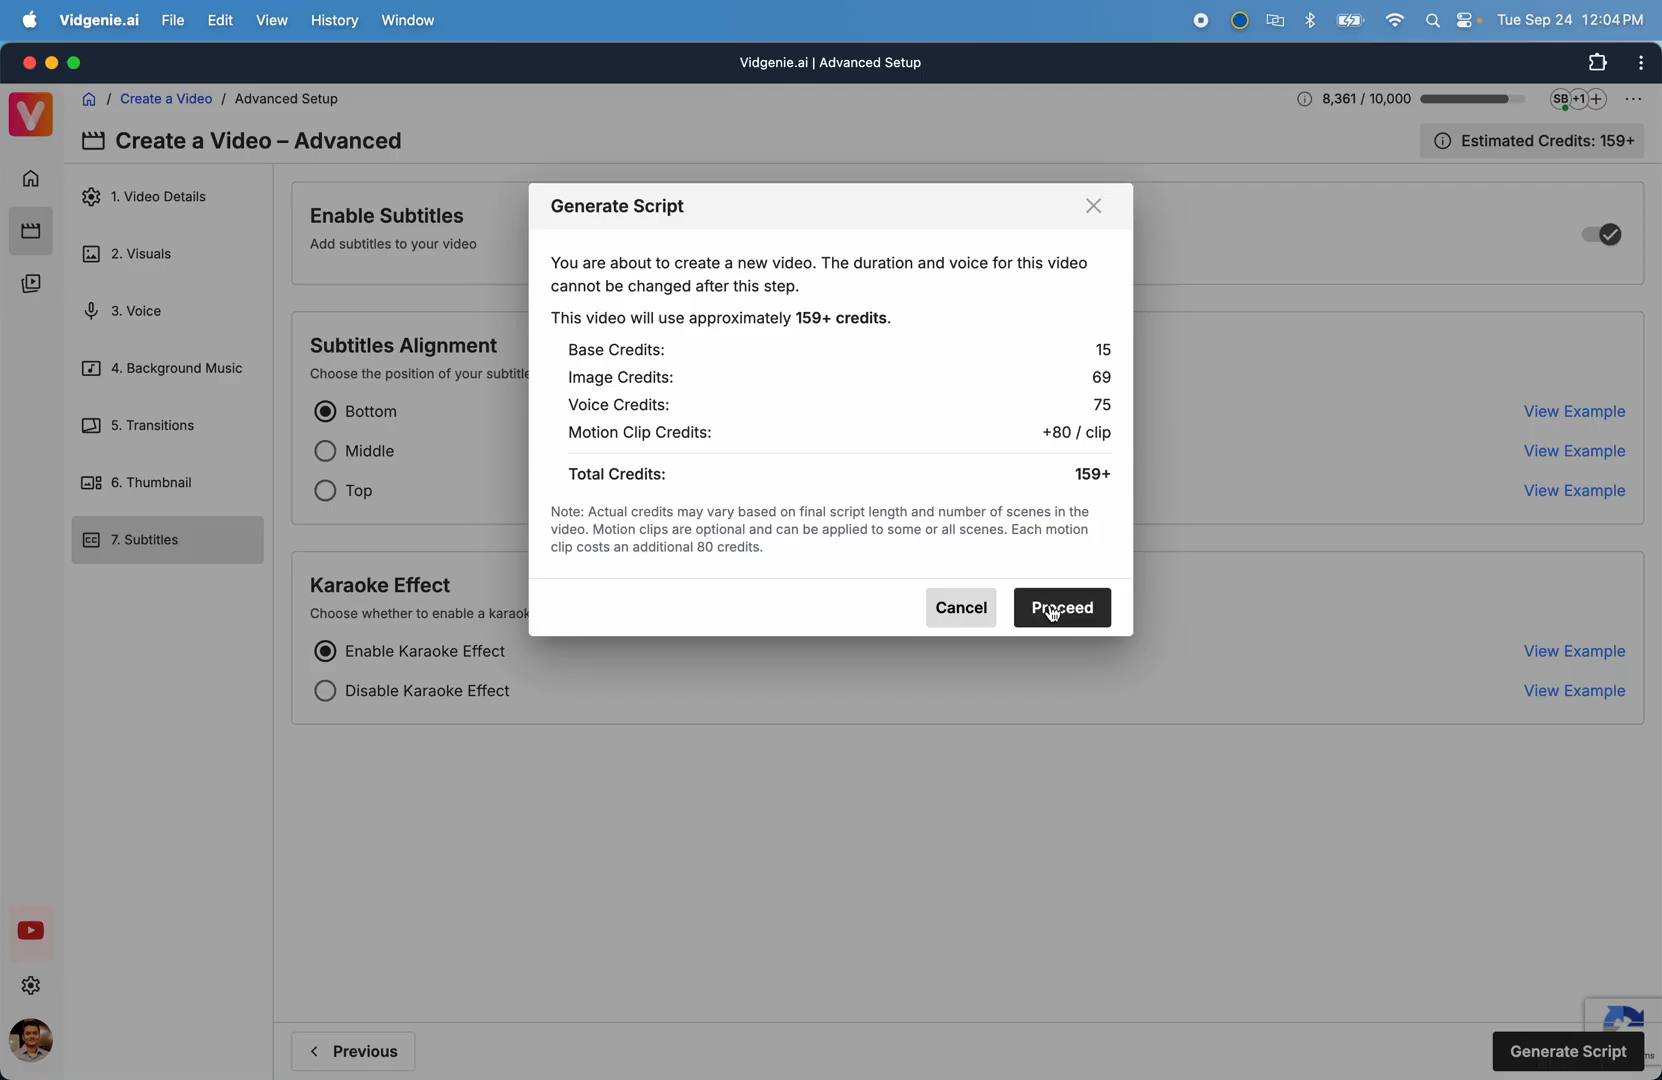 Vidgenie.ai File Edit View History Window
Tue Sep 24 12:04 PM
Vidgenie.ai | Advanced Setup
/ Create a Video / Advanced Setup
8,361 / 10,000
SB +1
Create a Video – Advanced
Estimated Credits: 159+
1. Video Details
2. Visuals
3. Voice
4. Background Music
5. Transitions
6. Thumbnail
CC 7. Subtitles
Enable Subtitles
Add subtitles to your video
Subtitles Alignment
Choose the position of your subtitle
Bottom
View Example
Middle
View Example
Top
View Example
Karaoke Effect
Choose whether to enable a karaok
Enable Karaoke Effect
View Example
Disable Karaoke Effect
View Example
Generate Script
You are about to create a new video. The duration and voice for this video
cannot be changed after this step.
This video will use approximately 159+ credits.
Base Credits: 15
Image Credits: 69
Voice Credits: 75
Motion Clip Credits: +80 / clip
Total Credits: 159+
Note: Actual credits may vary based on final script length and number of scenes in the
video. Motion clips are optional and can be applied to some or all scenes. Each motion
clip costs an additional 80 credits.
Cancel
Proceed
Previous
Generate Script